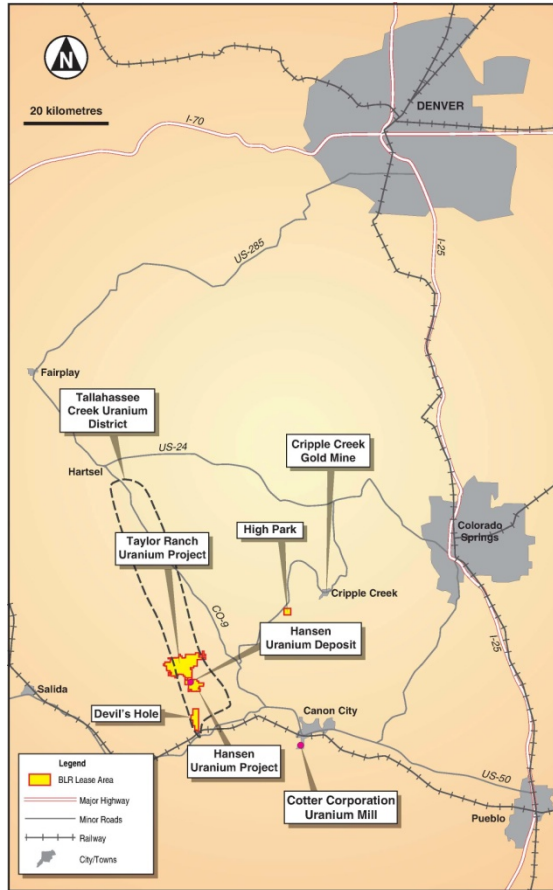 N
20 kilometres
DENVER
I-70
I-25
US-285
Fairplay
Tallahassee
Creek Uranium
District
US-24
Hartsel
Cripple Creek
Gold Mine
High Park
Colorado
Springs
Taylor Ranch
Uranium Project
CO-9
Cripple Creek
Hansen
Uranium Deposit
I-25
Salida
Devil's Hole
Canon City
Hansen
Uranium Project
Cotter Corporation
Uranium Mill
US-50
Pueblo
Legend
BLR Lease Area
Major Highway
Minor Roads
Railway
City/Towns